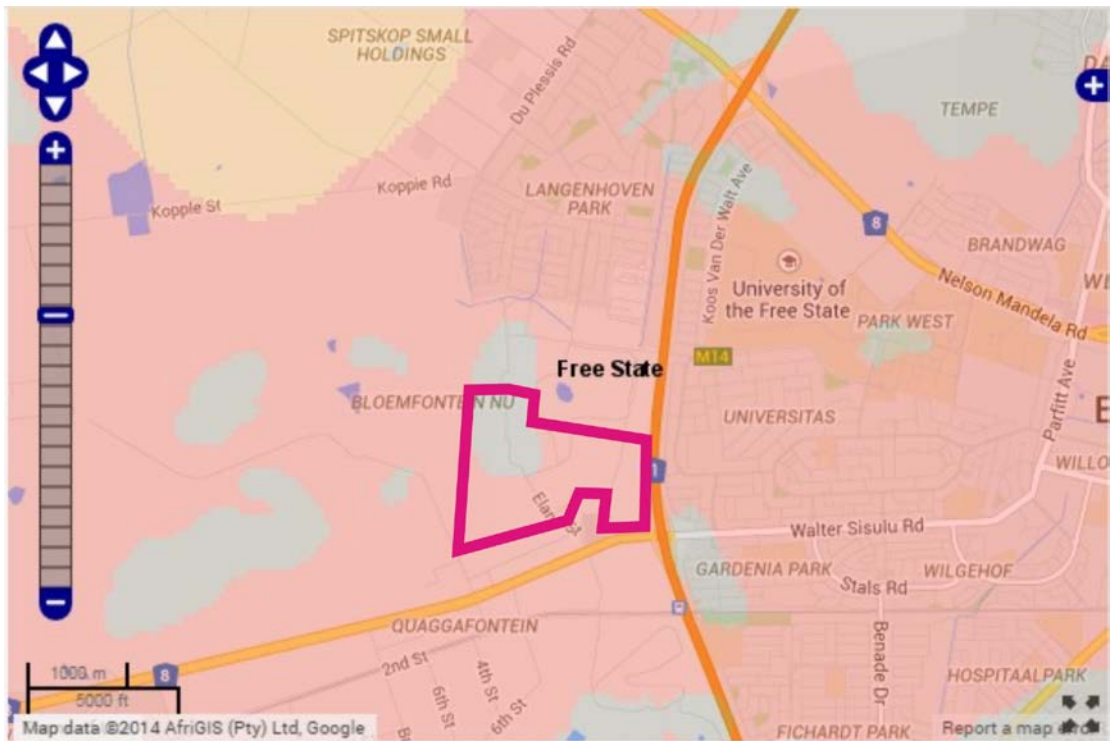 SPITSKOP SMALL
HOLDINGS
Du Plessis Rd
TEMPE
Koppie Rd
Kopple St
LANGENHOVEN
PARK
Koos Van Der Walt Ave
8
BRANDWAG
University of
the Free State
Nelson Mandela Rd
PARK WEST
M14
Free State
Parfitt Ave
BLOEMFONTEIN NU
UNIVERSITAS
1
Walter Sisulu Rd
GARDENIA PARK
WILGEHOF
Stals Rd
QUAGGAFONTEIN
Benade Dr
2nd St
4th St
6th St
6th St
1000 m
8
5000 ft
HOSPITAALPARK
FICHARDT PARK
Map data ©2014 AfriGIS (Pty) Ltd, Google
Report a map error